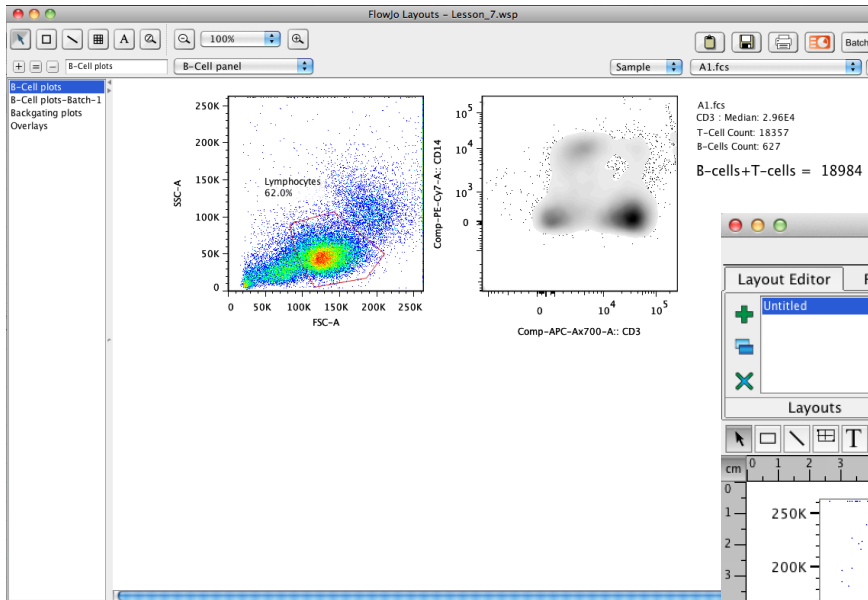 FlowJo Layouts - Lesson_7.wsp
A
100%
Batch
B-Cell plots
B-Cell panel
Sample
A1.fcs
B-Cell plots
B-Cell plots-Batch-1
Backgating plots
Overlays
250K
200K
150K
100K
50K
0
SSC-A
Lymphocytes
62.0%
0 50K 100K 150K 200K 250K
FSC-A
10^5
10^4
10^3
0
Comp-PE-Cy7-A:: CD14
0 10^4 10^5
Comp-APC-Ax700-A:: CD3
A1.fcs
CD3 : Median: 2.96E4
T-Cell Count: 18357
B-Cells Count: 627
B-cells+T-cells = 18984
Layout Editor
Untitled
Layouts
T
cm
0 1 2 3
0
1
2
3
250K
200K